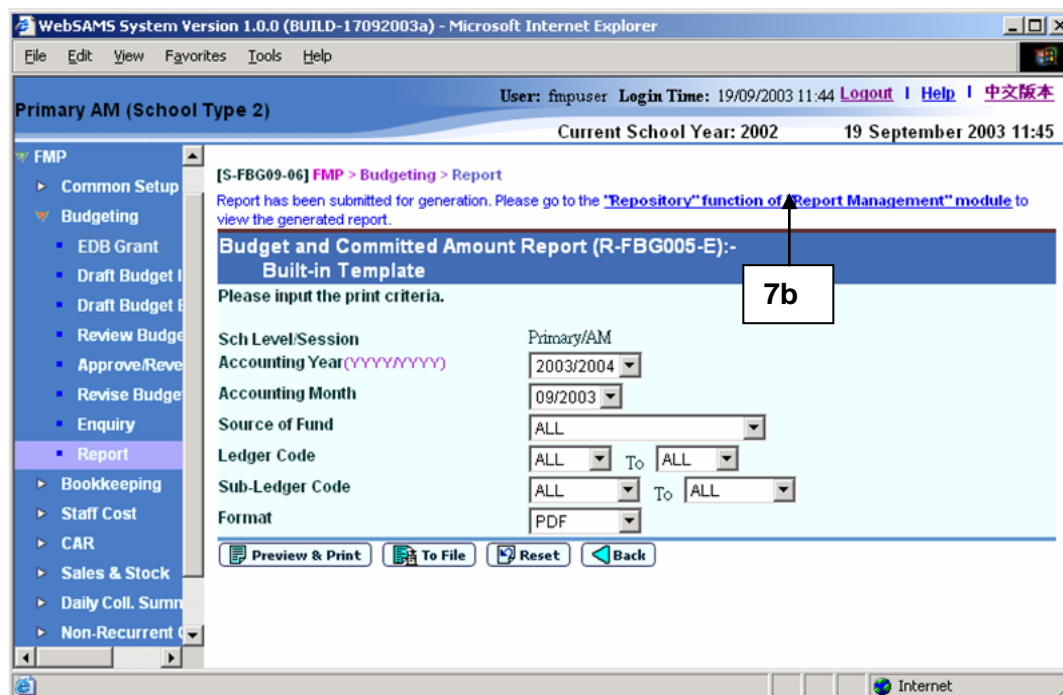 WebSAMS System Version 1.0.0 (BUILD-17092003a) - Microsoft Internet Explorer
File Edit View Favorites Tools Help
Primary AM (School Type 2)
User: fmpuser Login Time: 19/09/2003 11:44 Logout | Help | 中文版本
Current School Year: 2002 19 September 2003 11:45
FMP
Common Setup
Budgeting
EDB Grant
Draft Budget I
Draft Budget E
Review Budge
Approve/Reve
Revise Budge
Enquiry
Report
Bookkeeping
Staff Cost
CAR
Sales & Stock
Daily Coll. Summ
Non-Recurrent
[S-FBG09-06] FMP > Budgeting > Report
Report has been submitted for generation. Please go to the "Repository" function of "Report Management" module to
view the generated report.
Budget and Committed Amount Report (R-FBG005-E):-
Built-in Template
7b
Please input the print criteria.
Sch Level/Session Primary/AM
Accounting Year(YYYY/YYYY) 2003/2004
Accounting Month 09/2003
Source of Fund ALL
Ledger Code ALL To ALL
Sub-Ledger Code ALL To ALL
Format PDF
Preview & Print To File Reset Back
Internet